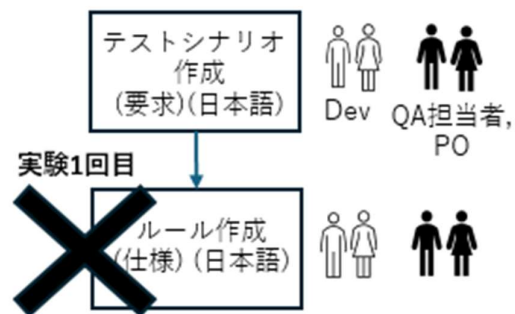 テストシナリオ
作成
(要求)(日本語)
Dev
QA担当者,
PO
実験1回目
ルール作成
(仕様)(日本語)